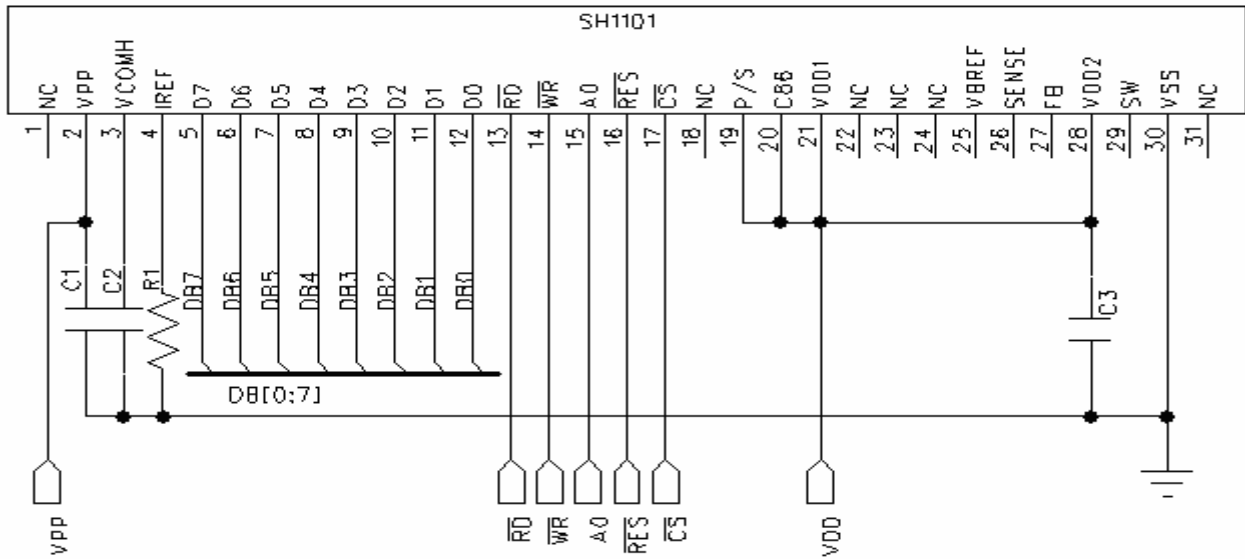 SH1101
NC
VPP
VCOMH
IREF
D7
D6
D5
D4
D3
D2
D1
D0
RD
WR
A0
RES
CS
NC
P/S
C86
VDD1
NC
NC
NC
VBREF
SENSE
FB
VDD2
SW
VSS
NC
1
2
3
4
5
6
7
8
9
10
11
12
13
14
15
16
17
18
19
20
21
22
23
24
25
26
27
28
29
30
31
C1
C2
R1
DB7
DB6
DB5
DB4
DB3
DB2
DB1
DB0
C3
DB[0:7]
VPP
RD
WR
A0
RES
CS
VDD